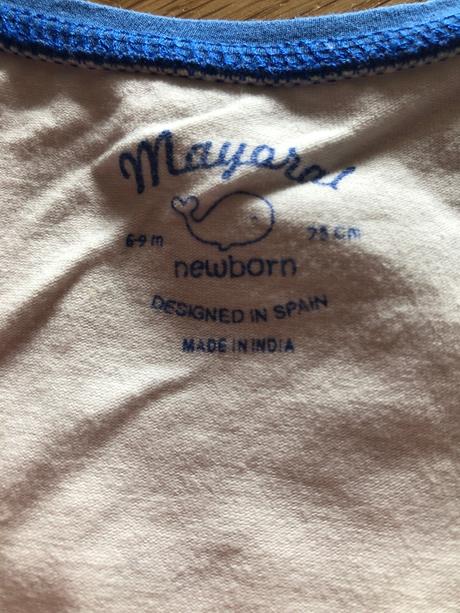 Mayoral
6-9 m 75 cm
newborn
DESIGNED IN SPAIN
MADE IN INDIA